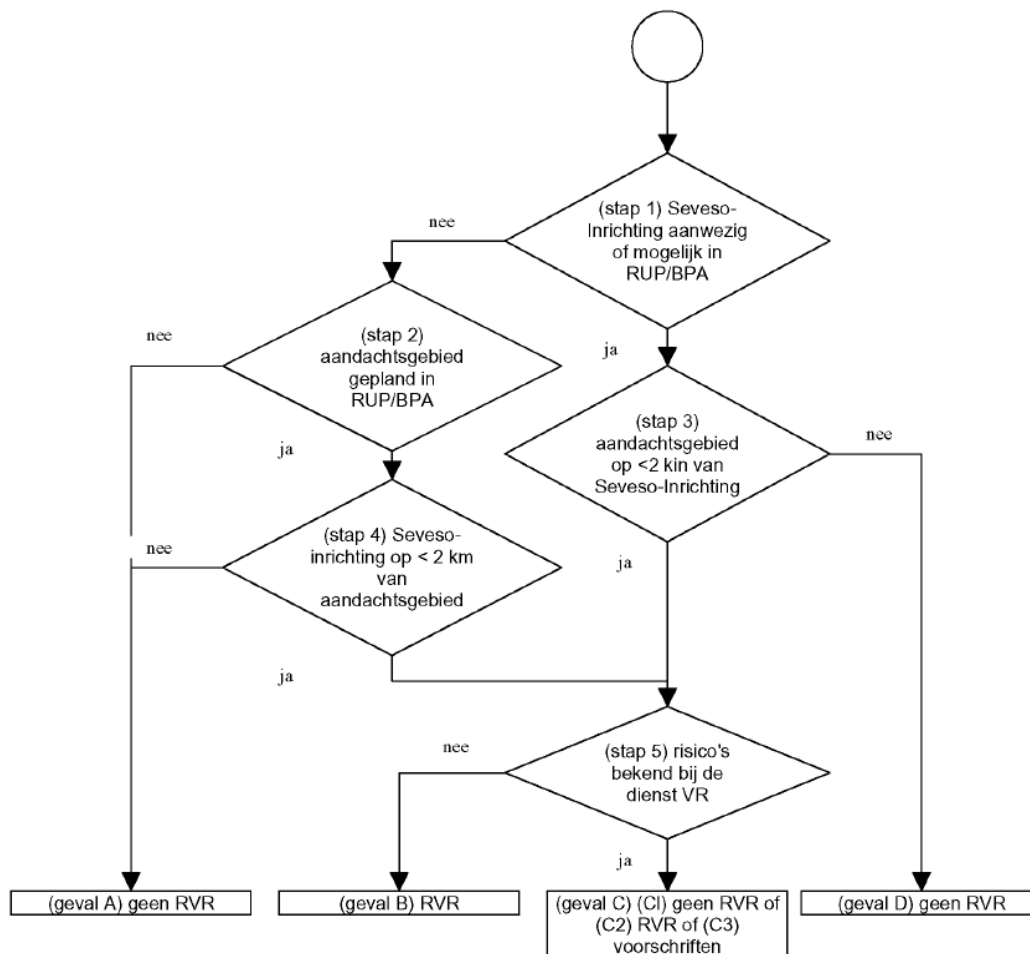 (stap 1) Seveso-
Inrichting aanwezig
of mogelijk in
RUP/BPA
nee
ja
(stap 2)
aandachtsgebied
gepland in
RUP/BPA
nee
ja
(stap 3)
aandachtsgebied
op <2 kin van
Seveso-Inrichting
nee
ja
(stap 4) Seveso-
inrichting op < 2 km
van
aandachtsgebied
nee
ja
(stap 5) risico's
bekend bij de
dienst VR
nee
ja
(geval A) geen RVR
(geval B) RVR
(geval C) (Cl) geen RVR of
(C2) RVR of (C3)
voorschriften
(geval D) geen RVR